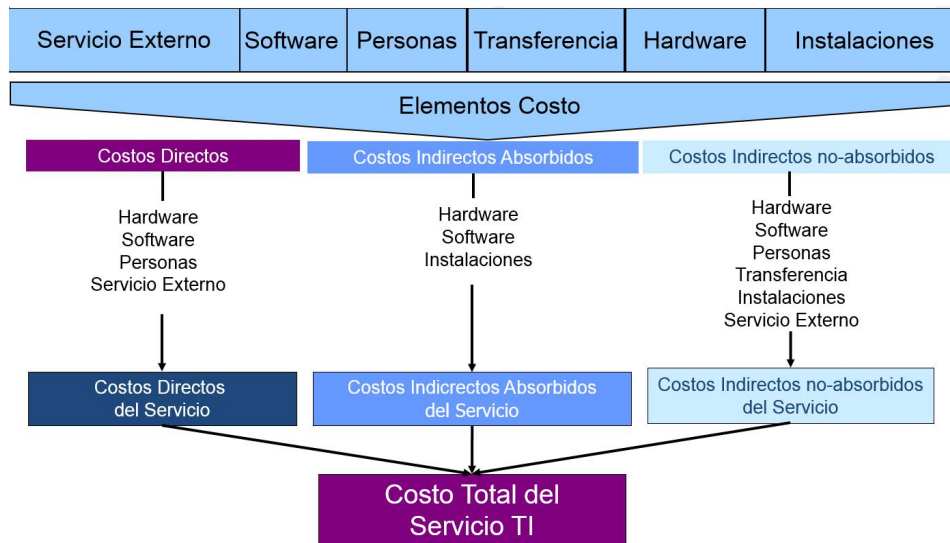 Servicio Externo
Software
Personas
Transferencia
Hardware
Instalaciones
Elementos Costo
Costos Directos
Costos Indirectos Absorbidos
Costos Indirectos no-absorbidos
Hardware
Software
Personas
Servicio Externo
Hardware
Software
Instalaciones
Hardware
Software
Personas
Transferencia
Instalaciones
Servicio Externo
Costos Directos
del Servicio
Costos Indicrectos Absorbidos
del Servicio
Costos Indirectos no-absorbidos
del Servicio
Costo Total del
Servicio TI